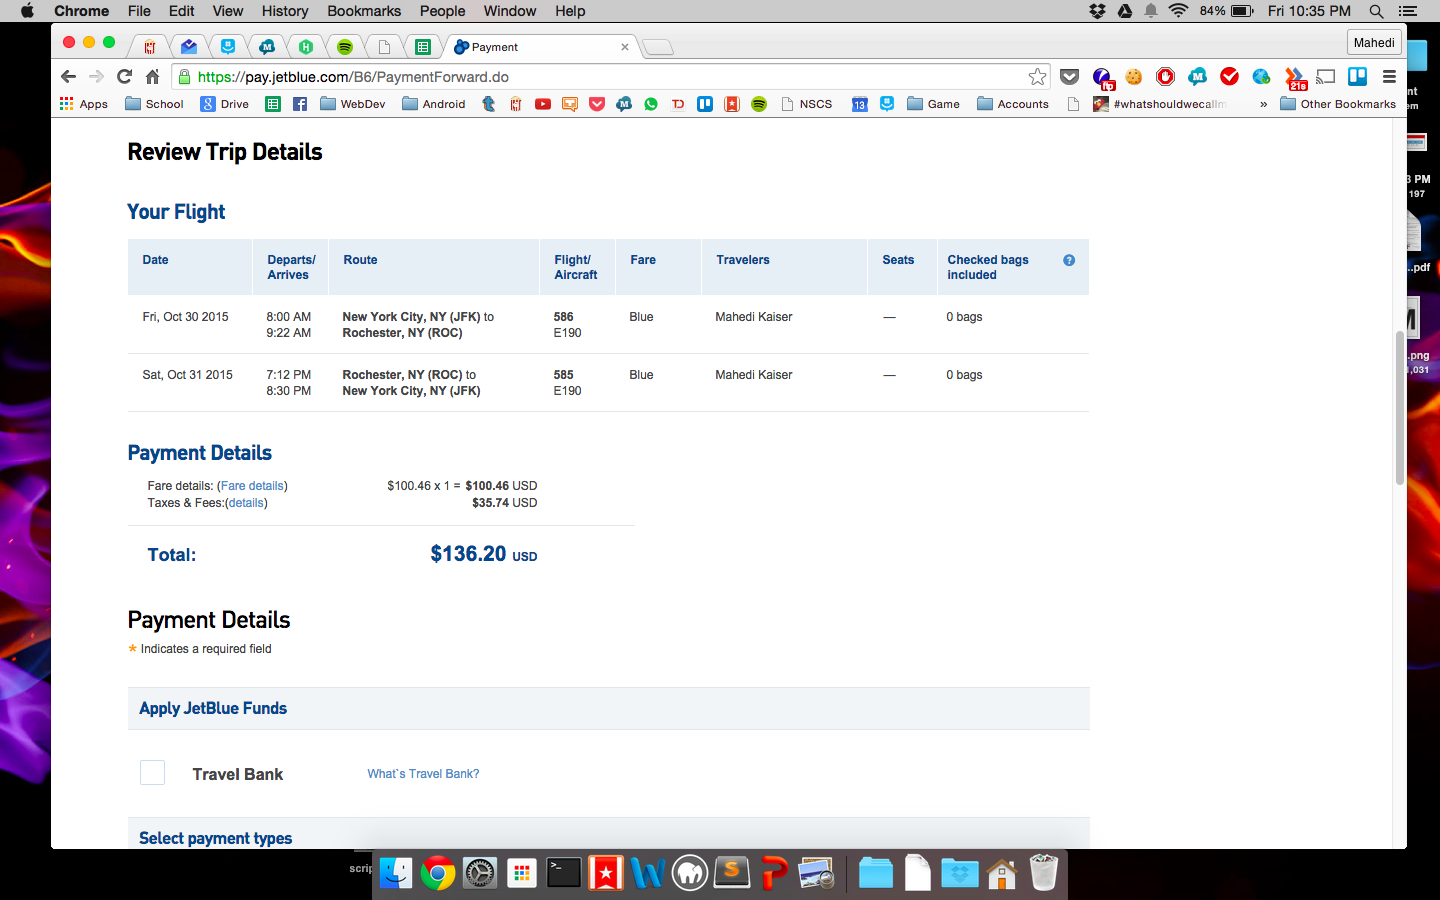 Chrome File Edit View History Bookmarks People Window Help 84% Fri 10:35 PM
Payment Mahedi
https://pay.jetblue.com/B6/PaymentForward.do
Apps School Drive WebDev Android NSCS Game Accounts #whatshouldwecallm » Other Bookmarks
Review Trip Details
Your Flight
Date Departs/ Route Flight/ Fare Travelers Seats Checked bags
Arrives Aircraft included
Fri, Oct 30 2015 8:00 AM New York City, NY (JFK) to 586 Blue Mahedi Kaiser — 0 bags
9:22 AM Rochester, NY (ROC) E190
Sat, Oct 31 2015 7:12 PM Rochester, NY (ROC) to 585 Blue Mahedi Kaiser — 0 bags
8:30 PM New York City, NY (JFK) E190
Payment Details
Fare details: (Fare details) $100.46 x 1 = $100.46 USD
Taxes & Fees:(details) $35.74 USD
Total: $136.20 USD
Payment Details
* Indicates a required field
Apply JetBlue Funds
Travel Bank What`s Travel Bank?
Select payment types